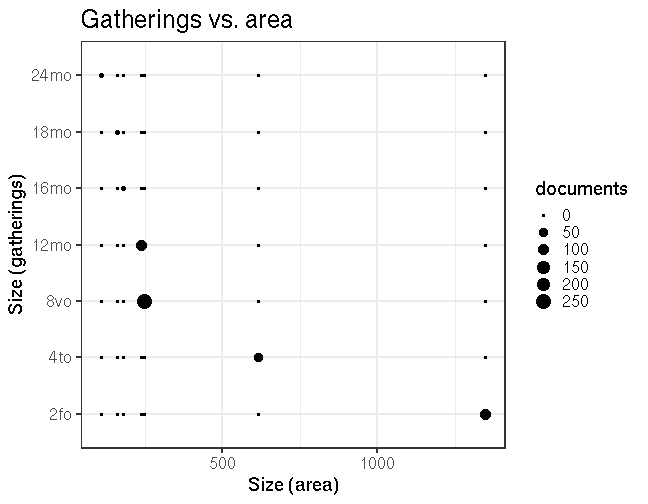 Gatherings vs. area
Size (gatherings)
24mo
18mo
16mo
12mo
8vo
4to
2fo
500
1000
Size (area)
documents
0
50
100
150
200
250